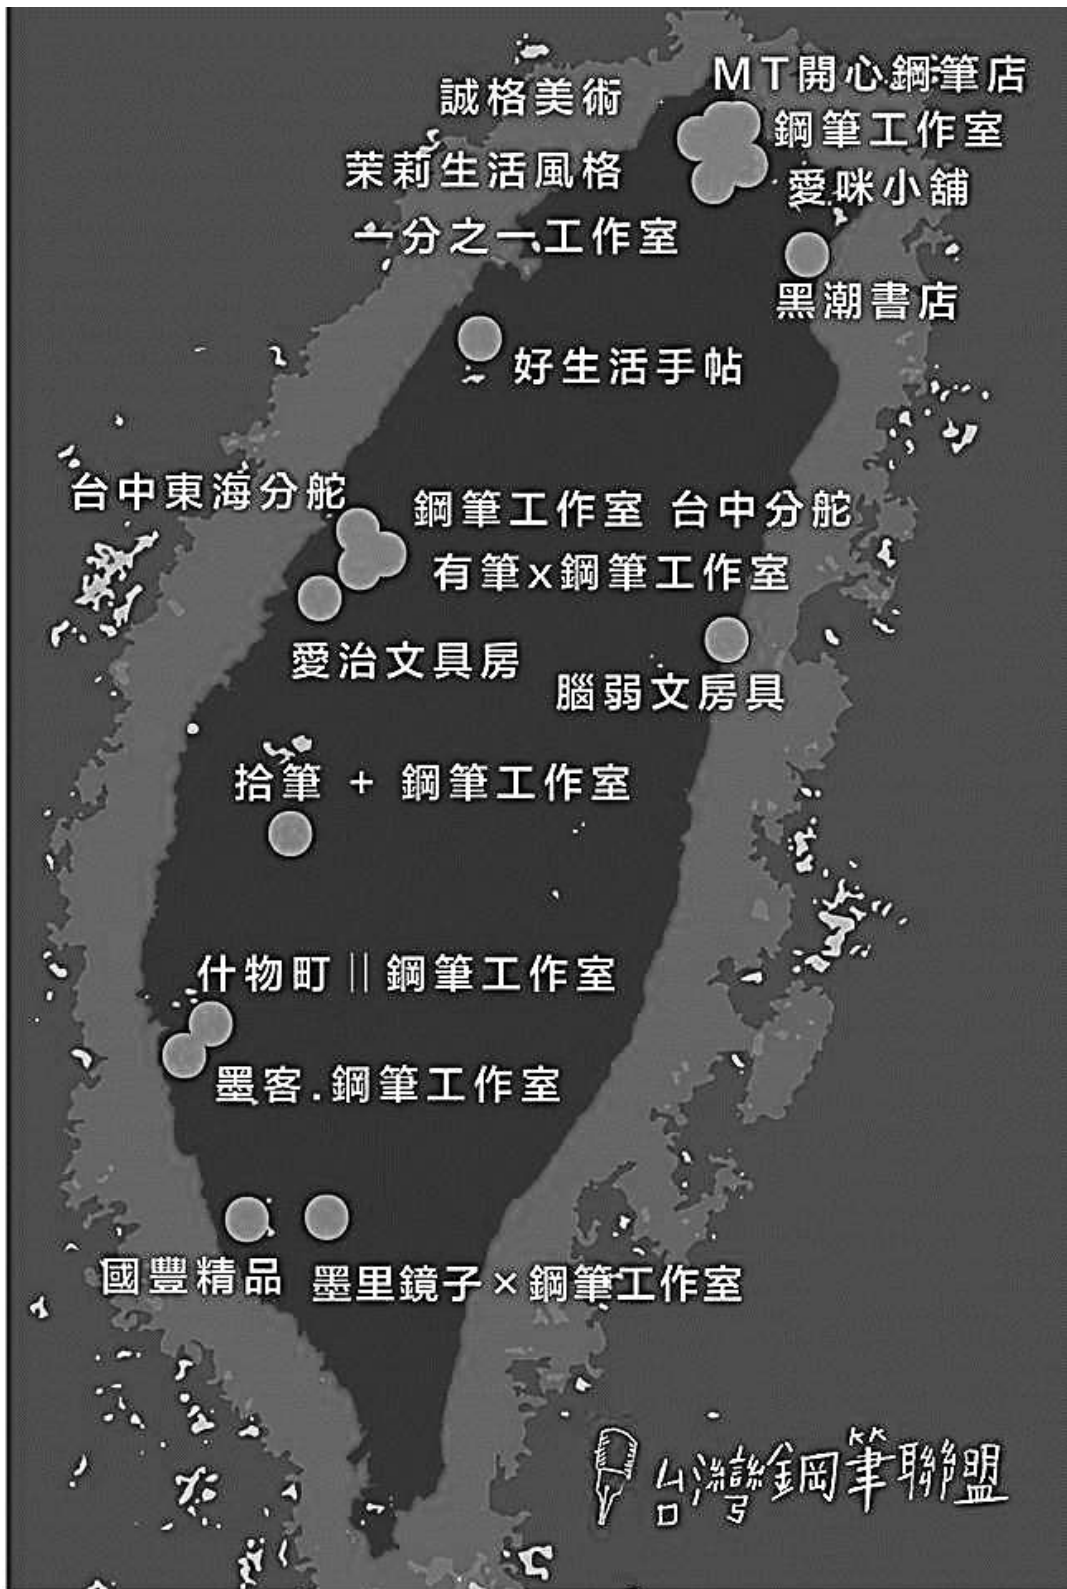 誠格美術
MT開心鋼筆店
鋼筆工作室
茉莉生活風格
愛咪小舖
一分之一工作室
黑潮書店
好生活手帖
台中東海分舵
鋼筆工作室 台中分舵
有筆x鋼筆工作室
愛治文具房
腦弱文房具
拾筆 + 鋼筆工作室
什物町||鋼筆工作室
墨客.鋼筆工作室
國豐精品
墨里鏡子×鋼筆工作室
台灣鋼筆聯盟